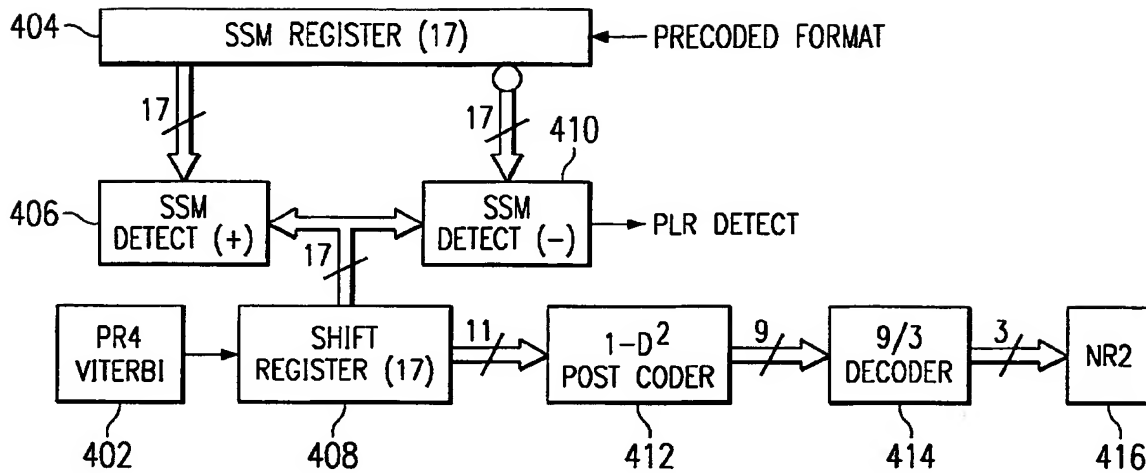 404
SSM REGISTER (17)
PRECODED FORMAT
17
17
410
406
SSM
DETECT (+)
SSM
DETECT (−)
PLR DETECT
17
PR4
VITERBI
SHIFT
REGISTER (17)
11
1-D²
POST CODER
9
9/3
DECODER
3
NR2
402
408
412
414
416